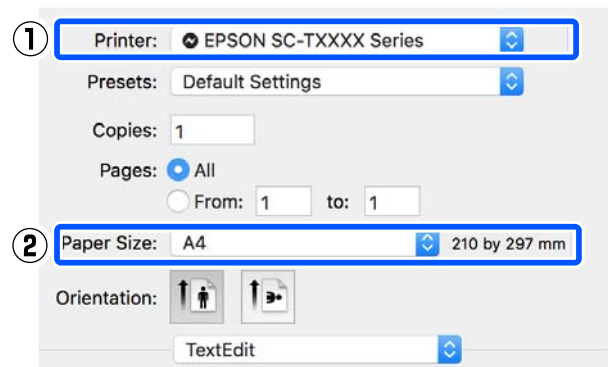 ① Printer: EPSON SC-TXXXX Series
Presets: Default Settings
Copies: 1
Pages: All
From: 1 to: 1
② Paper Size: A4 210 by 297 mm
Orientation:
TextEdit